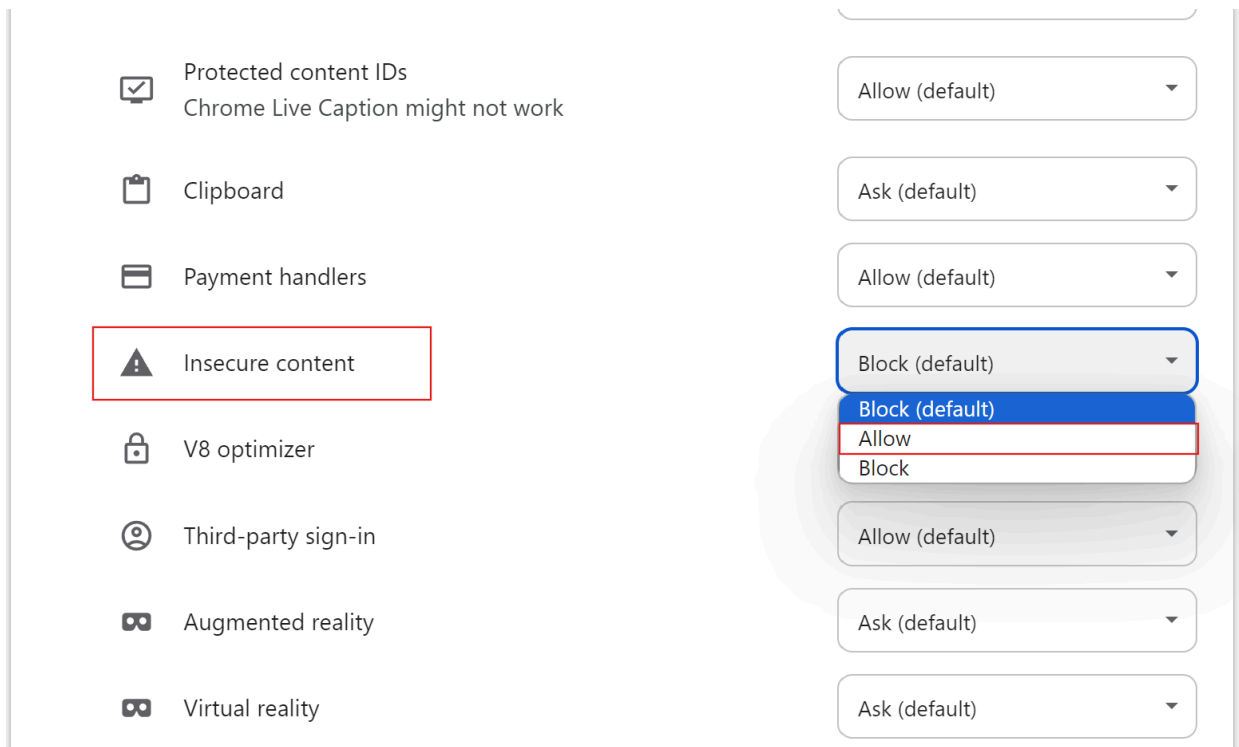 Protected content IDs
Chrome Live Caption might not work
Allow (default)
Clipboard
Ask (default)
Payment handlers
Allow (default)
Insecure content
Block (default)
Block (default)
Allow
Block
V8 optimizer
Third-party sign-in
Allow (default)
Augmented reality
Ask (default)
Virtual reality
Ask (default)